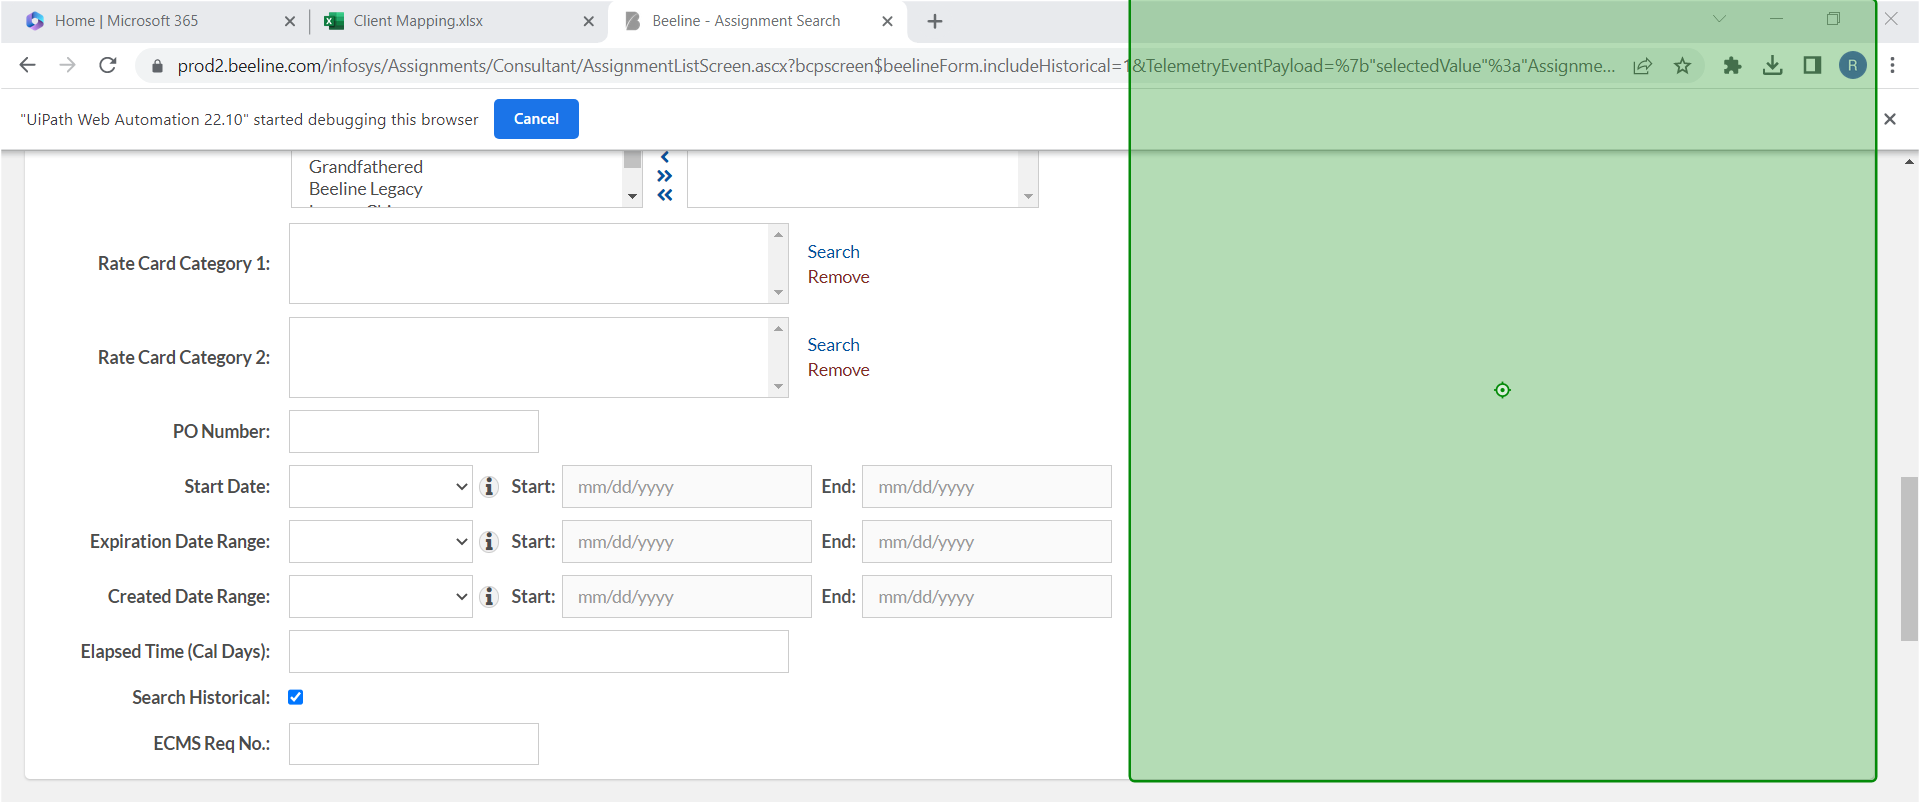 Home | Microsoft 365
Client Mapping.xlsx
Beeline - Assignment Search
prod2.beeline.com/infosys/Assignments/Consultant/AssignmentListScreen.ascx?bcpscreen$beelineForm.includeHistorical=1&TelemetryEventPayload=%7b"selectedValue"%3a"Assignme...
R
"UiPath Web Automation 22.10" started debugging this browser
Cancel
Grandfathered
Beeline Legacy
Rate Card Category 1:
Search
Remove
Rate Card Category 2:
Search
Remove
PO Number:
Start Date: Start: mm/dd/yyyy End: mm/dd/yyyy
Expiration Date Range: Start: mm/dd/yyyy End: mm/dd/yyyy
Created Date Range: Start: mm/dd/yyyy End: mm/dd/yyyy
Elapsed Time (Cal Days):
Search Historical:
ECMS Req No.: